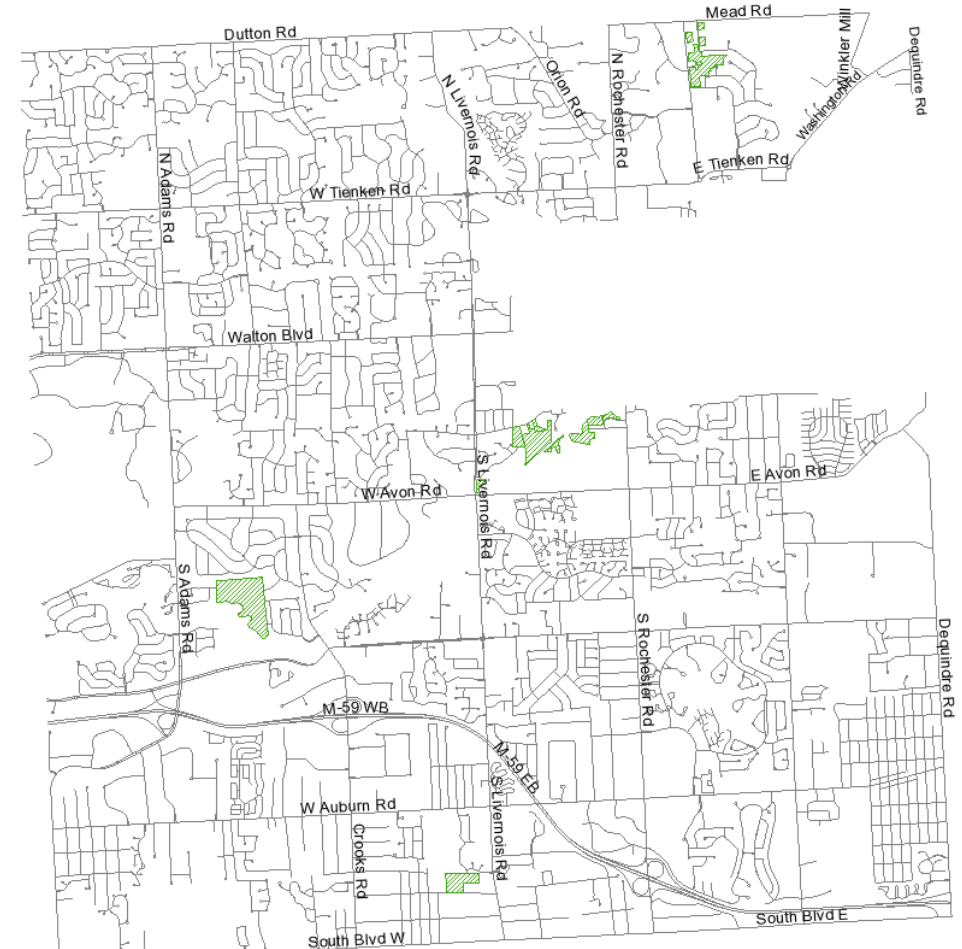 Mead Rd
Dutton Rd
Winkler Mill
Dequindre Rd
Orion Rd
N Rochester Rd
N Livernois Rd
Washington Rd
E Tienken Rd
N Adams Rd
W Tienken Rd
Walton Blvd
S Livernois Rd
E Avon Rd
W Avon Rd
S Adams Rd
S Rochester Rd
Dequindre Rd
M-59 WB
M-59 EB
S Livernois Rd
W Auburn Rd
Crooks Rd
South Blvd E
South Blvd W